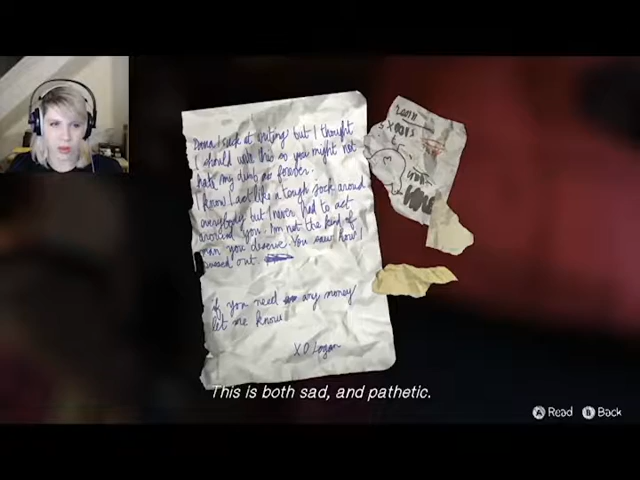 Dana I suck at writing but I thought
I should write this so you might not
hate my dumb ass forever.
I know I act like a tough jock around
everybody but I never had to act
around you. I'm not the kind of
man you deserve. You saw how I
passed out.
if you need any money
let me know
XO Logan
This is both sad, and pathetic.
A Read
B Back